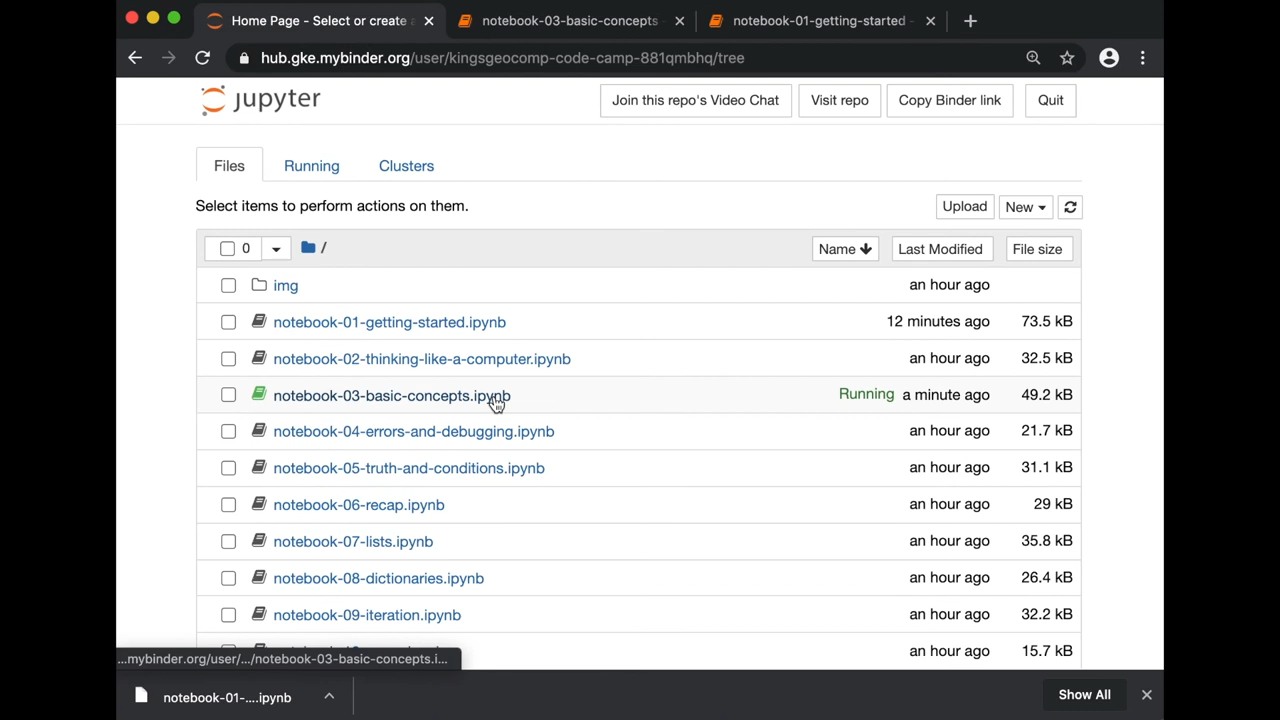 Home Page - Select or create a
notebook-03-basic-concepts
notebook-01-getting-started -
hub.gke.mybinder.org/user/kingsgeocomp-code-camp-881qmbhq/tree
jupyter
Join this repo's Video Chat
Visit repo
Copy Binder link
Quit
Files
Running
Clusters
Select items to perform actions on them.
Upload
New
0
/
Name
Last Modified
File size
img an hour ago
notebook-01-getting-started.ipynb 12 minutes ago 73.5 kB
notebook-02-thinking-like-a-computer.ipynb an hour ago 32.5 kB
notebook-03-basic-concepts.ipynb Running a minute ago 49.2 kB
notebook-04-errors-and-debugging.ipynb an hour ago 21.7 kB
notebook-05-truth-and-conditions.ipynb an hour ago 31.1 kB
notebook-06-recap.ipynb an hour ago 29 kB
notebook-07-lists.ipynb an hour ago 35.8 kB
notebook-08-dictionaries.ipynb an hour ago 26.4 kB
notebook-09-iteration.ipynb an hour ago 32.2 kB
an hour ago 15.7 kB
...mybinder.org/user/.../notebook-03-basic-concepts.i...
notebook-01-....ipynb
Show All